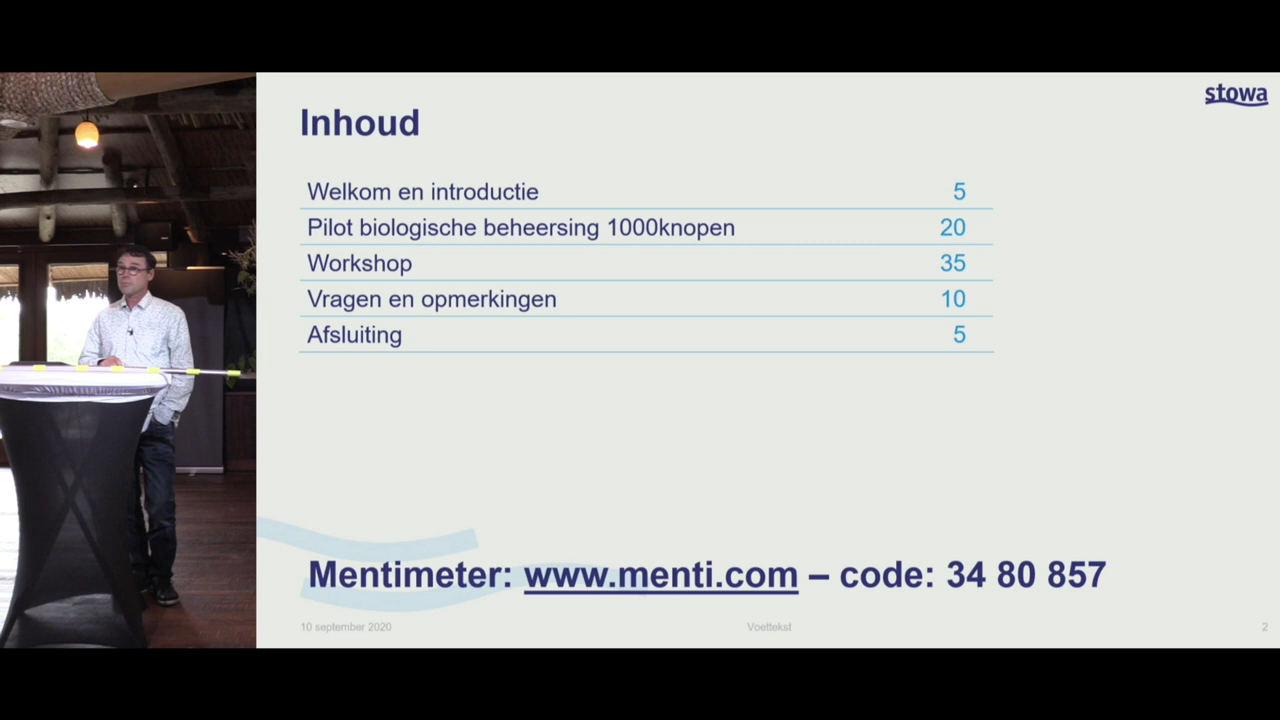 stowa
Inhoud
Welkom en introductie 5
Pilot biologische beheersing 1000knopen 20
Workshop 35
Vragen en opmerkingen 10
Afsluiting 5
Mentimeter: www.menti.com – code: 34 80 857
10 september 2020 Voettekst 2